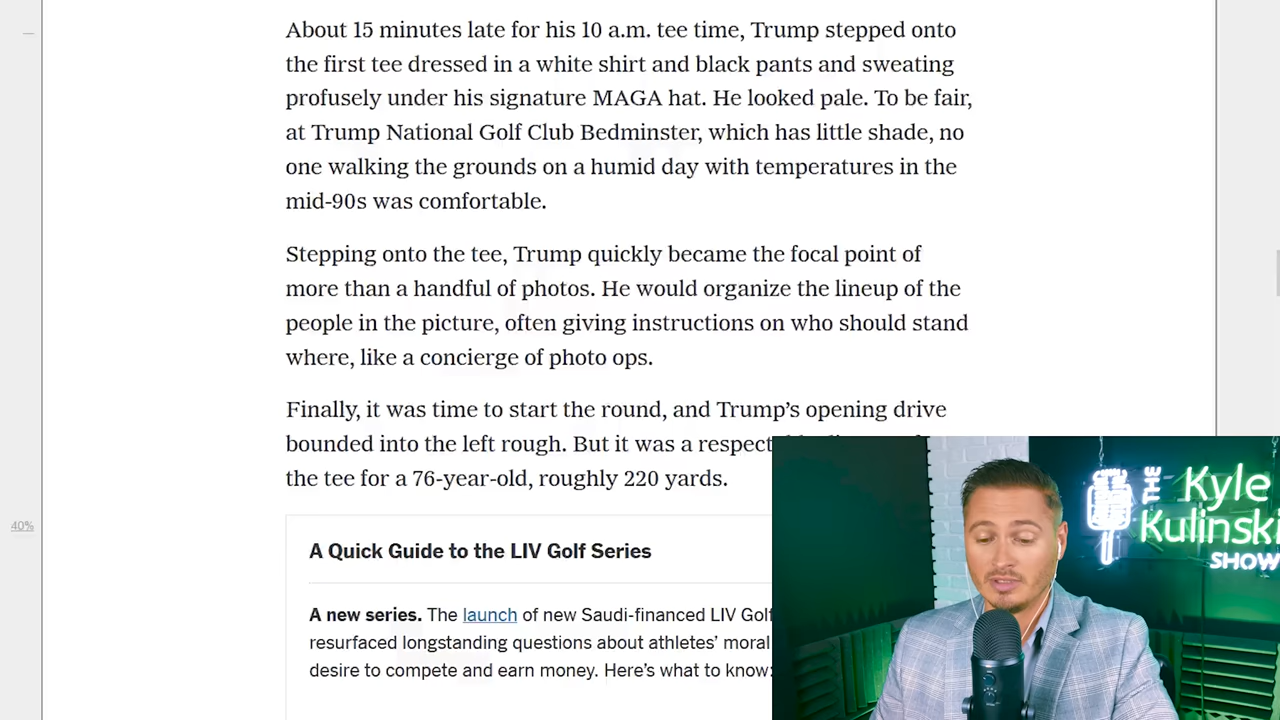 About 15 minutes late for his 10 a.m. tee time, Trump stepped onto
the first tee dressed in a white shirt and black pants and sweating
profusely under his signature MAGA hat. He looked pale. To be fair,
at Trump National Golf Club Bedminster, which has little shade, no
one walking the grounds on a humid day with temperatures in the
mid-90s was comfortable.
Stepping onto the tee, Trump quickly became the focal point of
more than a handful of photos. He would organize the lineup of the
people in the picture, often giving instructions on who should stand
where, like a concierge of photo ops.
Finally, it was time to start the round, and Trump’s opening drive
bounded into the left rough. But it was a
the tee for a 76-year-old, roughly 220 yards.
40%
A Quick Guide to the LIV Golf Series
A new series. The launch of new Saudi-financed LIV Golf
resurfaced longstanding questions about athletes’ moral
desire to compete and earn money. Here’s what to know:
THE
Kyle
Kulinski
SHOW